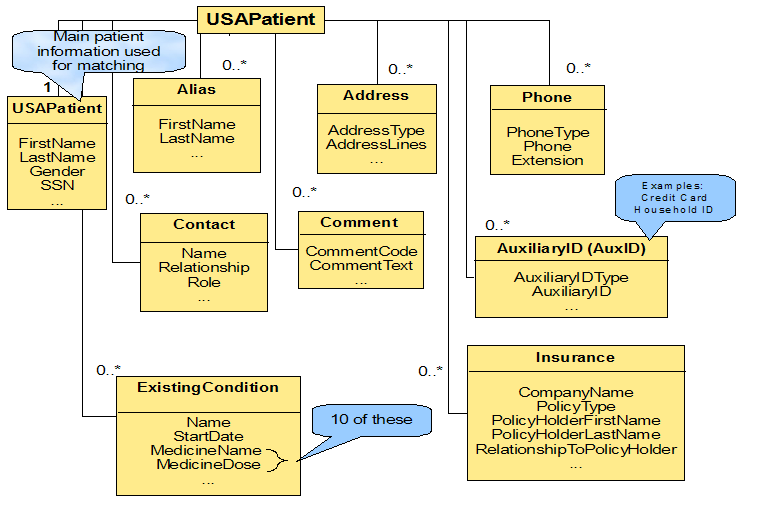 USAPatient
Main patient
information used
for matching
1
USAPatient
FirstName
LastName
Gender
SSN
...
0..*
Alias
FirstName
LastName
...
0..*
Address
AddressType
AddressLines
...
0..*
Phone
PhoneType
Phone
Extension
Examples:
Credit Card
Household ID
0..*
Contact
Name
Relationship
Role
...
0..*
Comment
CommentCode
CommentText
...
0..*
AuxiliaryID (AuxID)
AuxiliaryIDType
AuxiliaryID
...
0..*
ExistingCondition
Name
StartDate
MedicineName
MedicineDose
...
10 of these
0..*
Insurance
CompanyName
PolicyType
PolicyHolderFirstName
PolicyHolderLastName
RelationshipToPolicyHolder
...